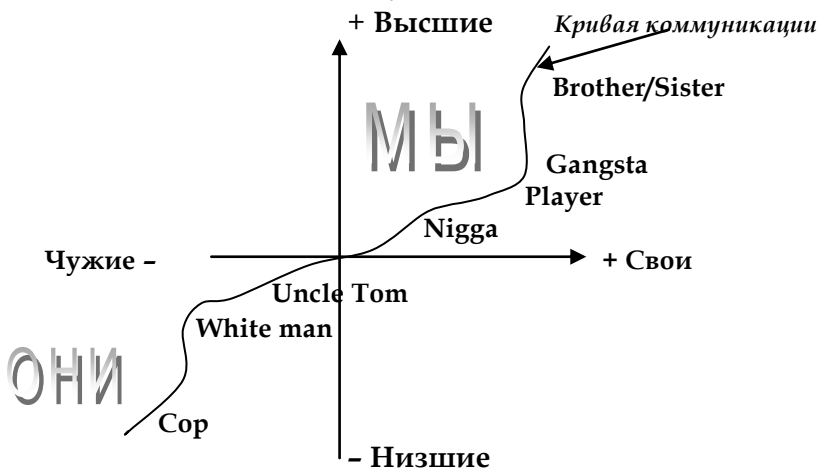 + Высшие
Кривая коммуникации
Brother/Sister
МЫ
Gangsta
Player
Nigga
Чужие –
+ Свои
Uncle Tom
White man
ОНИ
Cop
– Низшие